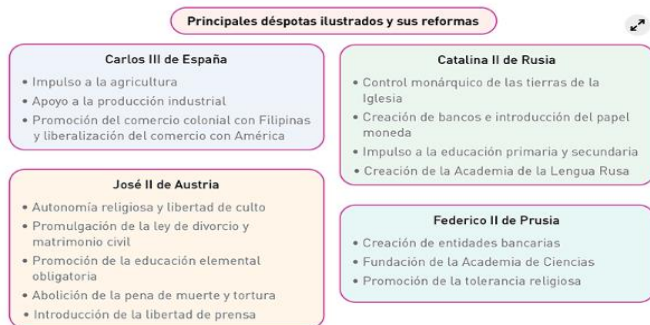 Principales déspotas ilustrados y sus reformas
Carlos III de España
• Impulso a la agricultura
• Apoyo a la producción industrial
• Promoción del comercio colonial con Filipinas
y liberalización del comercio con América
José II de Austria
• Autonomía religiosa y libertad de culto
• Promulgación de la ley de divorcio y
matrimonio civil
• Promoción de la educación elemental
obligatoria
• Abolición de la pena de muerte y tortura
• Introducción de la libertad de prensa
Catalina II de Rusia
• Control monárquico de las tierras de la
Iglesia
• Creación de bancos e introducción del papel
moneda
• Impulso a la educación primaria y secundaria
• Creación de la Academia de la Lengua Rusa
Federico II de Prusia
• Creación de entidades bancarias
• Fundación de la Academia de Ciencias
• Promoción de la tolerancia religiosa